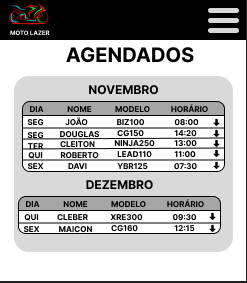 MOTO LAZER
AGENDADOS
NOVEMBRO
DIA NOME MODELO HORÁRIO
SEG JOÃO BIZ100 08:00
SEG DOUGLAS CG150 14:20
TER CLEITON NINJA250 13:00
QUI ROBERTO LEAD110 11:00
SEX DAVI YBR125 07:30
DEZEMBRO
DIA NOME MODELO HORÁRIO
QUI CLEBER XRE300 09:30
SEX MAICON CG160 12:15